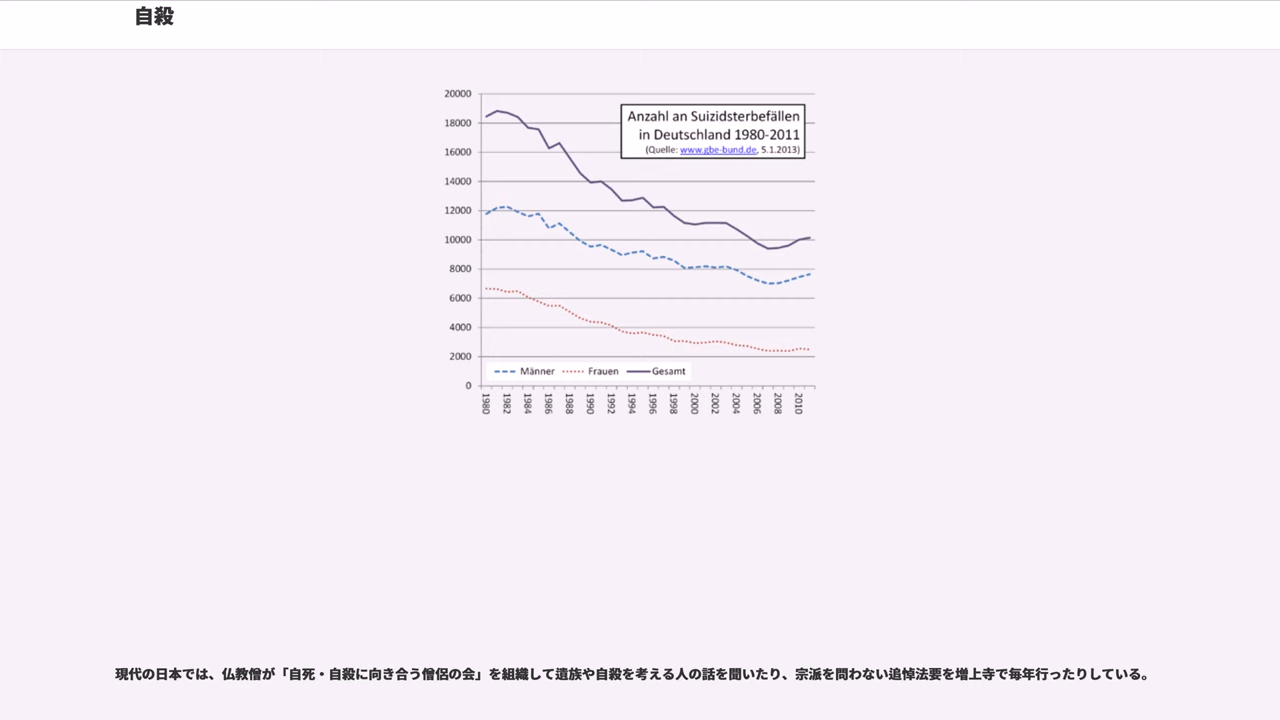 自殺
Anzahl an Suizidsterbefällen
in Deutschland 1980-2011
(Quelle: www.gbe-bund.de, 5.1.2013)
20000
18000
16000
14000
12000
10000
8000
6000
4000
2000
0
Männer Frauen Gesamt
1980 1982 1984 1986 1988 1990 1992 1994 1996 1998 2000 2002 2004 2006 2008 2010
現代の日本では、仏教僧が「自死・自殺に向き合う僧侶の会」を組織して遺族や自殺を考える人の話を聞いたり、宗派を問わない追悼法要を増上寺で毎年行ったりしている。